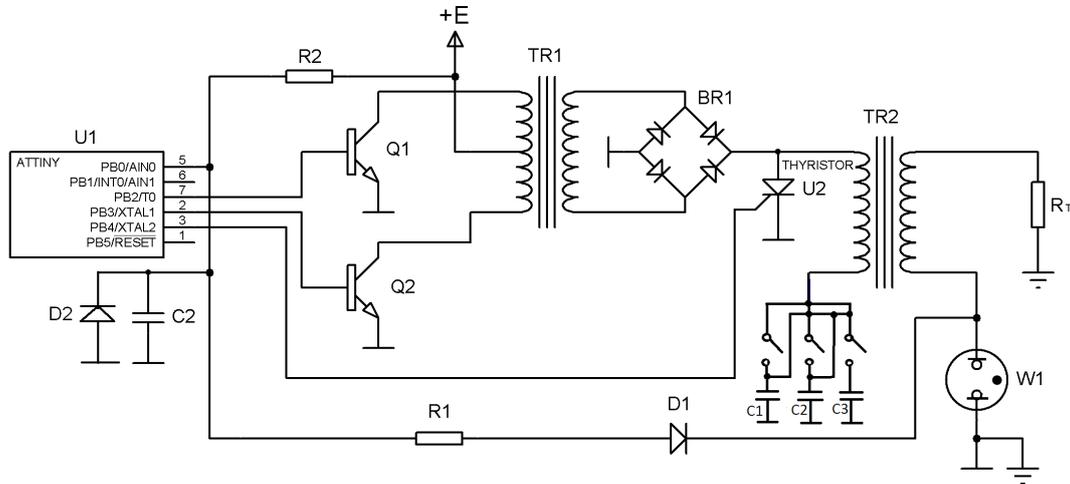 +E
R2
TR1
BR1
U1
TR2
ATTINY
Q1
PB0/AIN0 5
PB1/INT0/AIN1 6
PB2/T0 7
PB3/XTAL1 2
PB4/XTAL2 3
PB5/RESET 1
THYRISTOR
U2
RT
Q2
D2
C2
W1
C1
C2
C3
R1
D1